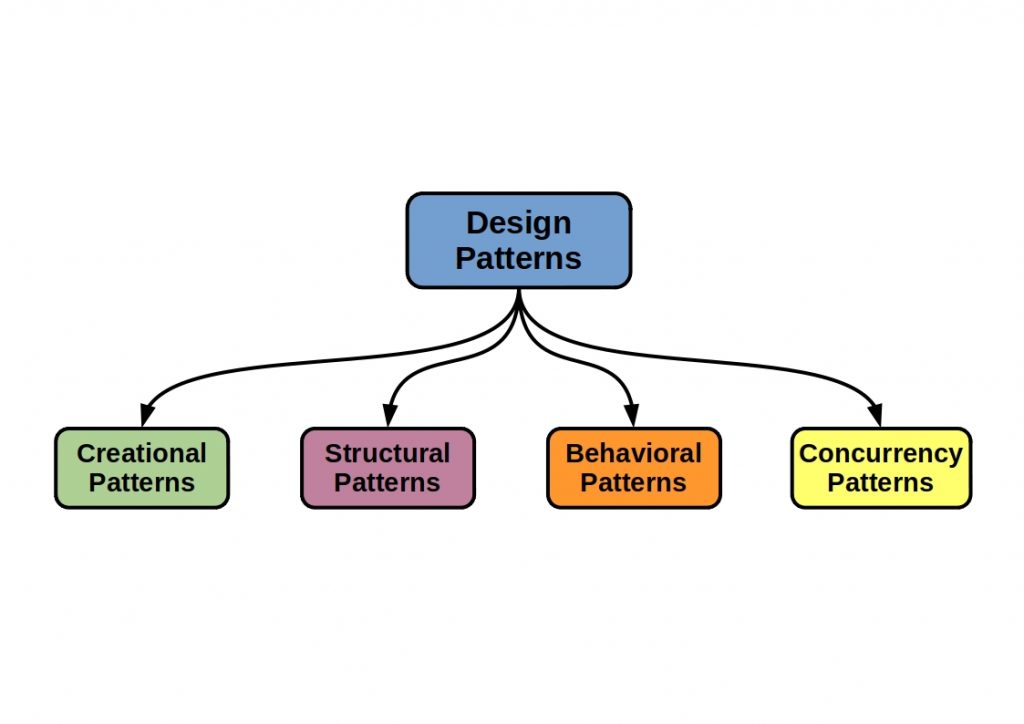 Design
Patterns
Creational
Patterns
Structural
Patterns
Behavioral
Patterns
Concurrency
Patterns